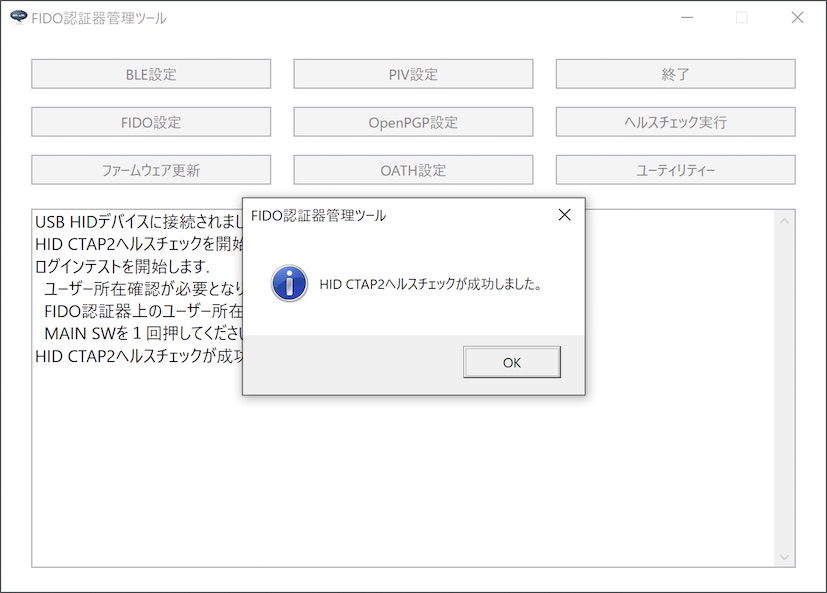 FIDO認証器管理ツール
BLE設定
PIV設定
終了
FIDO設定
OpenPGP設定
ヘルスチェック実行
ファームウェア更新
OATH設定
ユーティリティー
USB HIDデバイスに接続されまし
HID CTAP2ヘルスチェックを開始
ログインテストを開始します.
ユーザー所在確認が必要となり
FIDO認証器上のユーザー所在
MAIN SWを１回押してくださ
HID CTAP2ヘルスチェックが成功
FIDO認証器管理ツール
HID CTAP2ヘルスチェックが成功しました。
OK